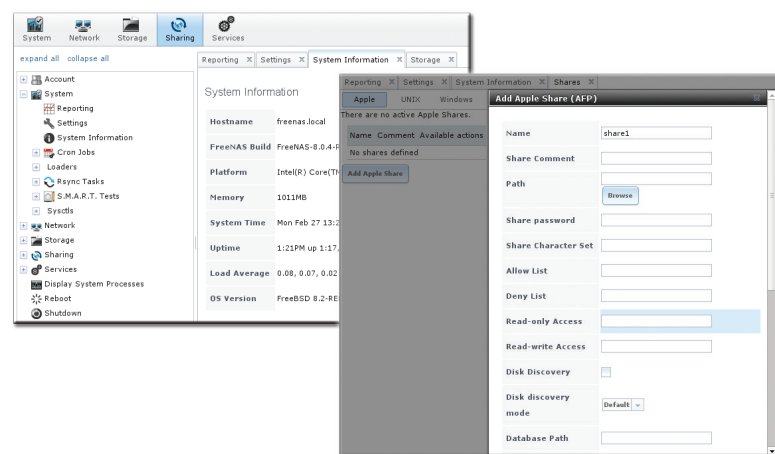 System Network Storage Sharing Services
expand all collapse all
Account
System
Reporting
Settings
System Information
Cron Jobs
Loaders
Rsync Tasks
S.M.A.R.T. Tests
Sysctls
Network
Storage
Sharing
Services
Display System Processes
Reboot
Shutdown
Reporting Settings System Information Storage
System Information
Hostname freenas.local
FreeNAS Build FreeNAS-8.0.4-R
Platform Intel(R) Core(TM
Memory 1011MB
System Time Mon Feb 27 13:2
Uptime 1:21PM up 1:17,
Load Average 0.08, 0.07, 0.02
OS Version FreeBSD 8.2-RE
Reporting Settings System Information Shares
Apple UNIX Windows
There are no active Apple Shares.
Name Comment Available actions
No shares defined
Add Apple Share
Add Apple Share (AFP)
Name share1
Share Comment
Path
Browse
Share password
Share Character Set
Allow List
Deny List
Read-only Access
Read-write Access
Disk Discovery
Disk discovery mode Default
Database Path